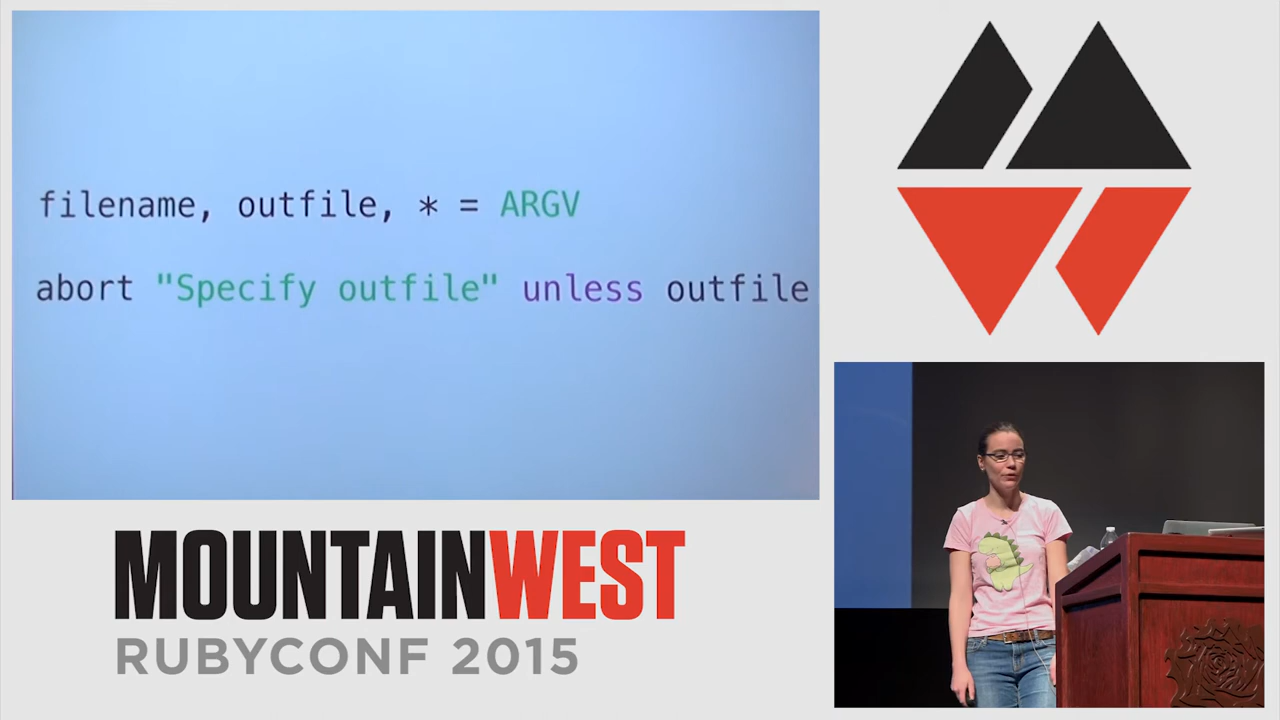 filename, outfile, * = ARGV
abort "Specify outfile" unless outfile
MOUNTAINWEST
RUBYCONF 2015